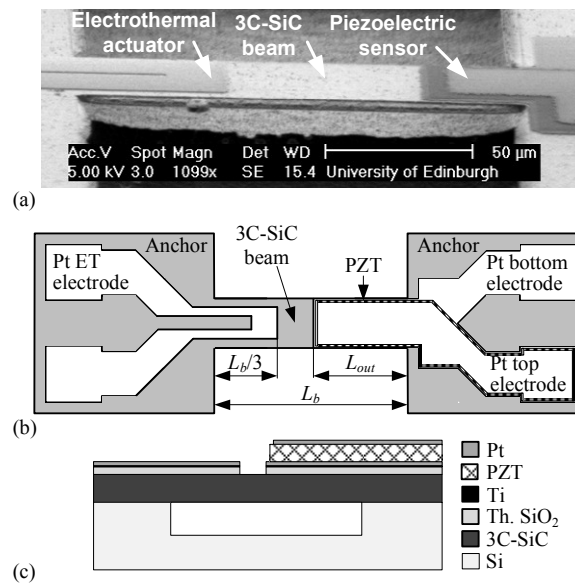 Electrothermal
actuator
3C-SiC
beam
Piezoelectric
sensor
Acc.V Spot Magn Det WD 50 µm
5.00 kV 3.0 1099x SE 15.4 University of Edinburgh
(a)
Pt ET
electrode
Anchor
3C-SiC
beam
PZT
Anchor
Pt bottom
electrode
Pt top
electrode
L_b/3
L_out
L_b
(b)
Pt
PZT
Ti
Th. SiO₂
3C-SiC
Si
(c)